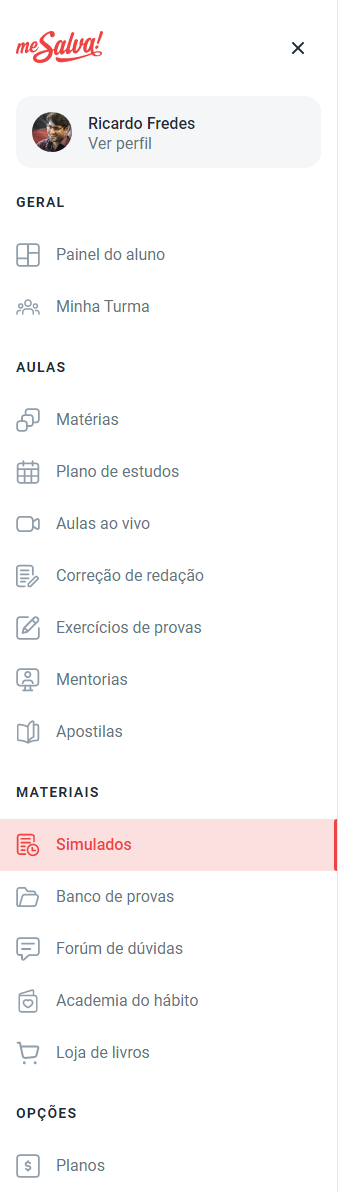 meSalva!
Ricardo Fredes
Ver perfil
GERAL
Painel do aluno
Minha Turma
AULAS
Matérias
Plano de estudos
Aulas ao vivo
Correção de redação
Exercícios de provas
Mentorias
Apostilas
MATERIAIS
Simulados
Banco de provas
Forúm de dúvidas
Academia do hábito
Loja de livros
OPÇÕES
$ Planos